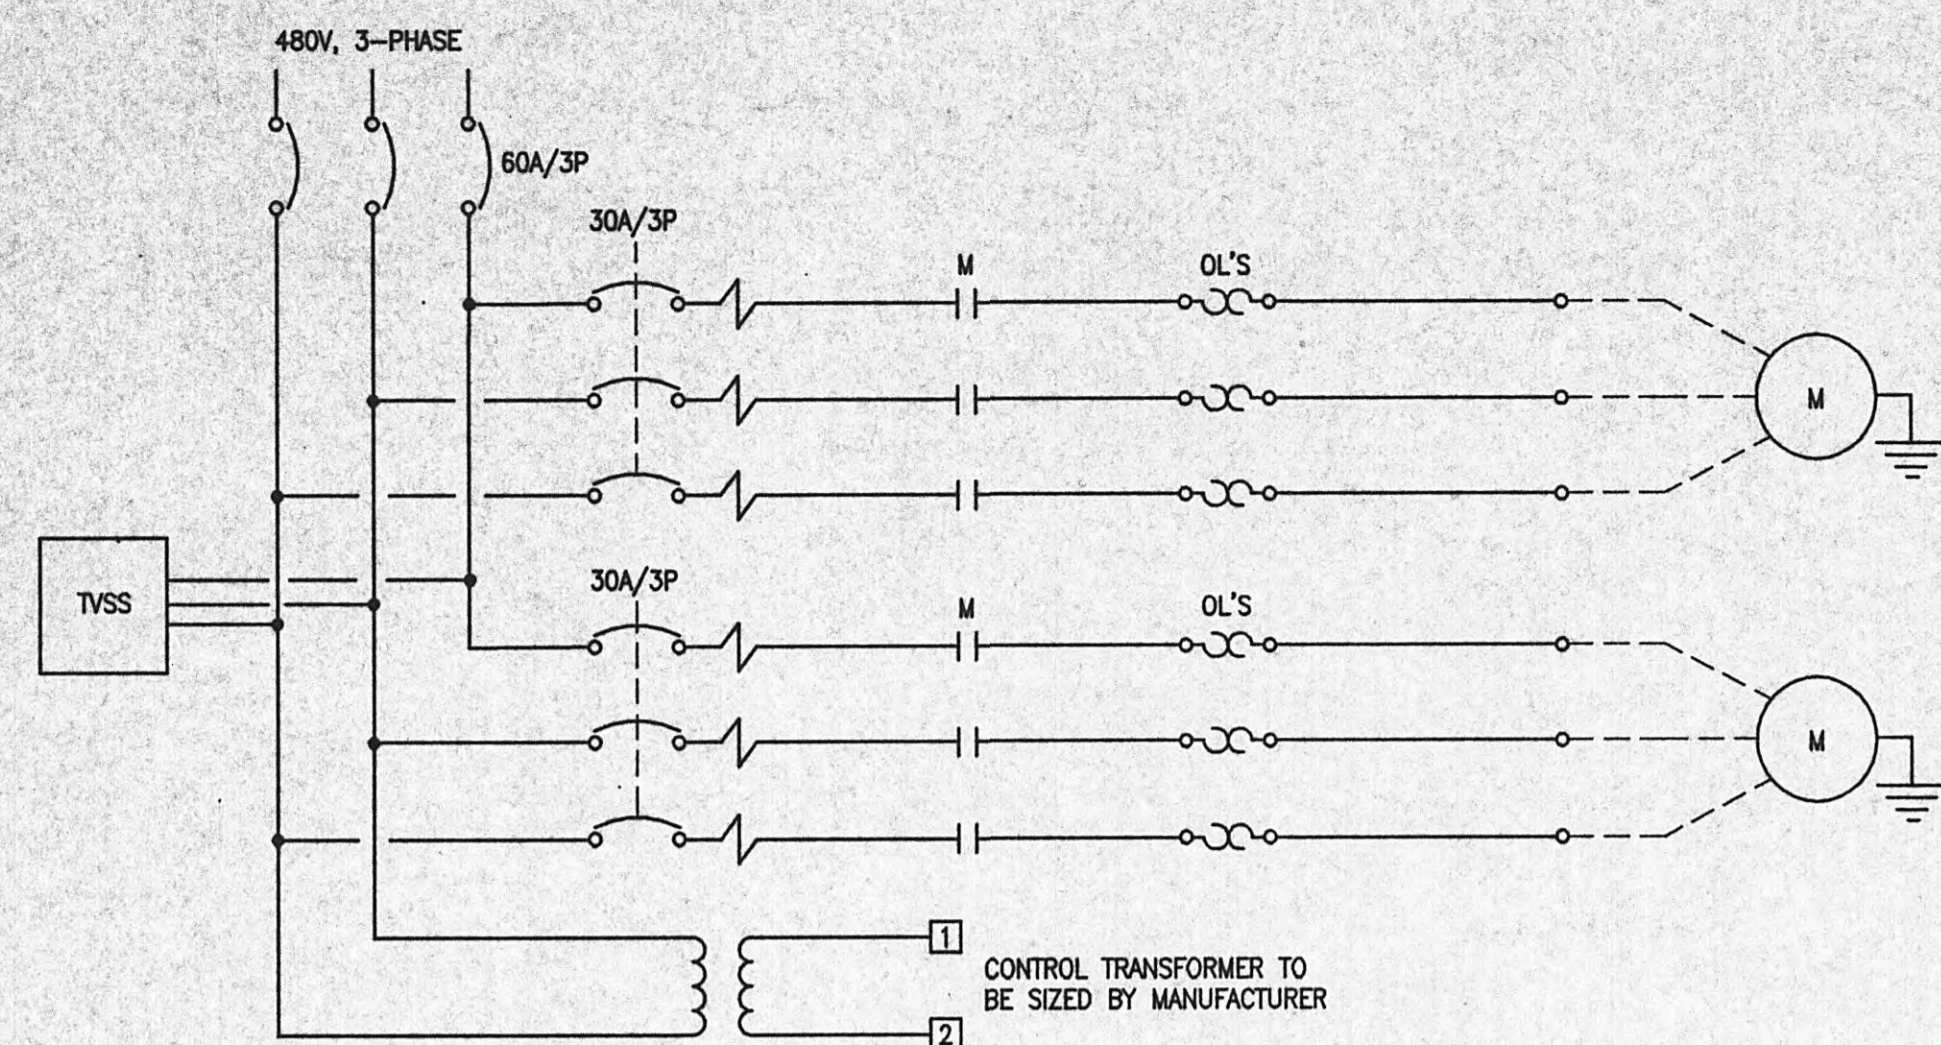 480V, 3-PHASE
60A/3P
30A/3P
M
OL'S
M
TVSS
30A/3P
M
OL'S
M
1
CONTROL TRANSFORMER TO
BE SIZED BY MANUFACTURER
2